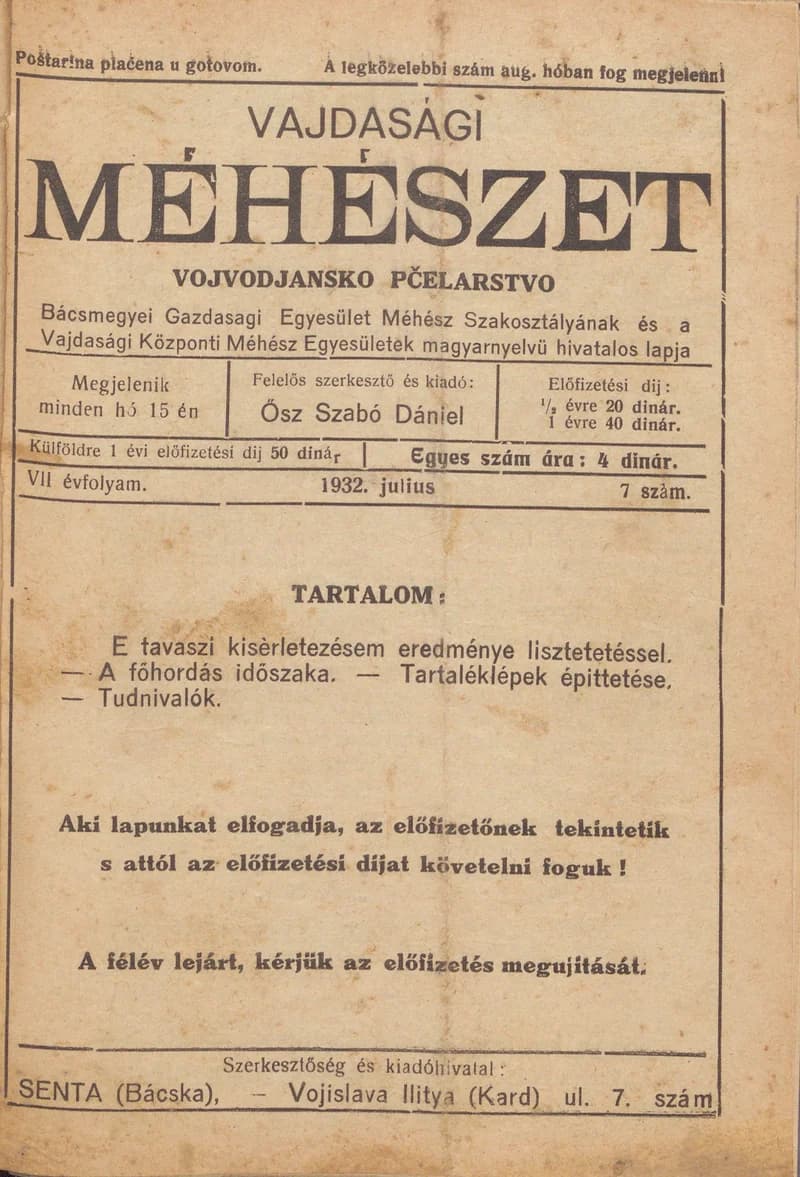 Poštarina plaćena u gotovom. A legközelebbi szám aug. hóban fog megjelenni
VAJDASÁGI
MÉHÉSZET
VOJVODJANSKO PČELARSTVO
Bácsmegyei Gazdasagi Egyesület Méhész Szakosztályának és a
Vajdasági Központi Méhész Egyesületek magyarnyelvü hivatalos lapja
Megjelenik
minden hó 15 én
Felelős szerkesztő és kiadó:
Ősz Szabó Dániel
Előfizetési dij:
1/2 évre 20 dinár.
1 évre 40 dinár.
Külföldre 1 évi előfizetési dij 50 dinár
Egyes szám ára: 4 dinár.
VII évfolyam. 1932. julius 7 szám.
TARTALOM:
E tavaszi kisèrletezésem eredménye lisztetetéssel.
— A főhordás időszaka. — Tartaléklépek épittetése.
— Tudnivalók.
Aki lapunkat elfogadja, az előfizetőnek tekintetik
s attól az előfizetési díjat követelni foguk!
A félév lejárt, kérjük az előfizetés megujitását.
Szerkesztőség és kiadóhivatal:
SENTA (Bácska), – Vojislava Ilitya (Kard) ul. 7. szám